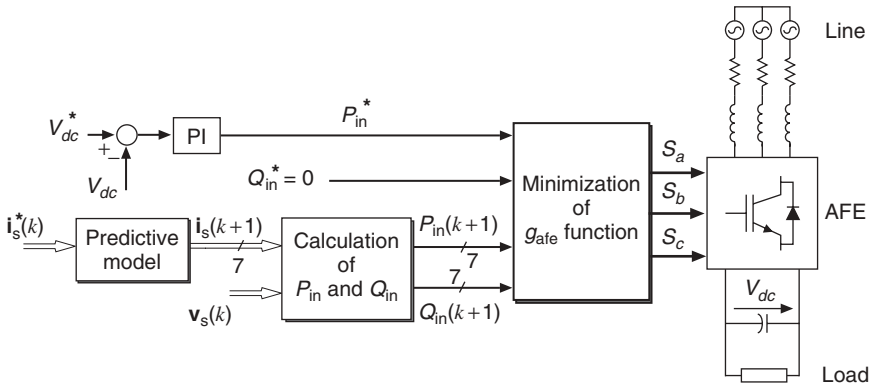 Line
V*dc
+
−
PI
P*in
Vdc
Q*in = 0
Minimization
of
gafe function
Sa
Sb
Sc
AFE
i*s(k)
Predictive
model
is(k+1)
7
Calculation
of
Pin and Qin
vs(k)
Pin(k+1)
7
7
Qin(k+1)
Vdc
Load